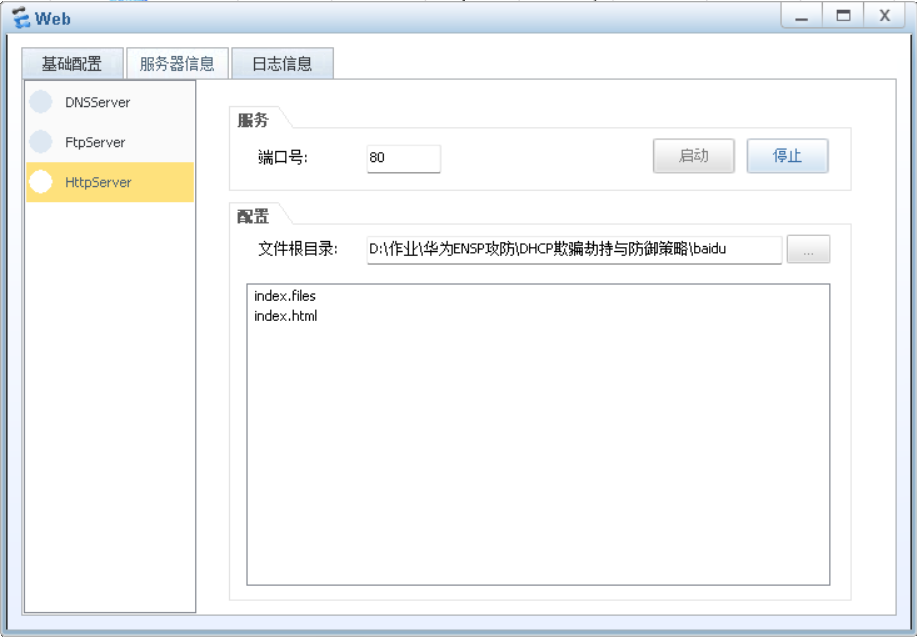 Web
基础配置 服务器信息 日志信息
DNSServer
FtpServer
HttpServer
服务
端口号: 80 启动 停止
配置
文件根目录: D:\作业\华为ENSP攻防\DHCP欺骗劫持与防御策略\baidu ...
index.files
index.html